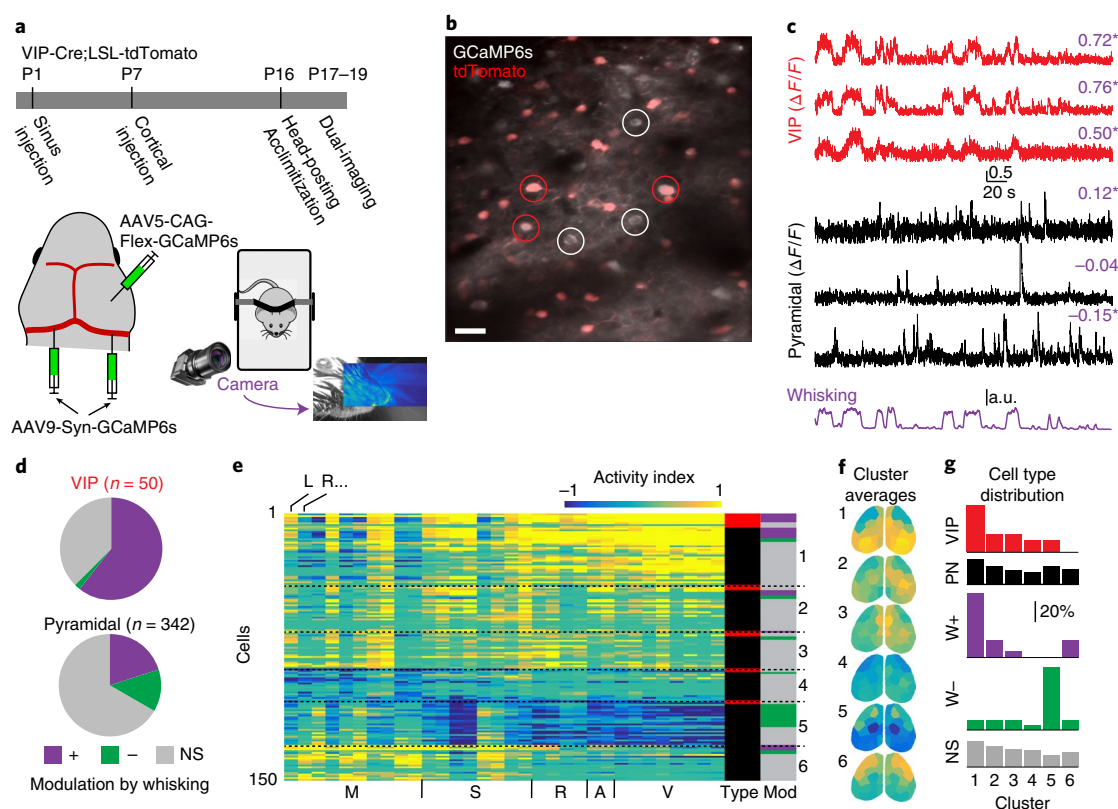 a
VIP-Cre;LSL-tdTomato
P1
P7
P16
P17–19
Sinus injection
Cortical injection
Head-posting
Acclimitization
Dual-imaging
AAV5-CAG-
Flex-GCaMP6s
Camera
AAV9-Syn-GCaMP6s
b
GCaMP6s
tdTomato
c
VIP (ΔF/F)
0.72*
0.76*
0.50*
0.5
20 s
Pyramidal (ΔF/F)
0.12*
–0.04
–0.15*
Whisking
a.u.
d
VIP (n = 50)
Pyramidal (n = 342)
+
–
NS
Modulation by whisking
e
L R...
Activity index
–1
1
1
Cells
150
1
2
3
4
5
6
M
S
R
A
V
Type
Mod
f
Cluster
averages
1
2
3
4
5
6
g
Cell type
distribution
VIP
PN
W+
20%
W–
NS
1 2 3 4 5 6
Cluster